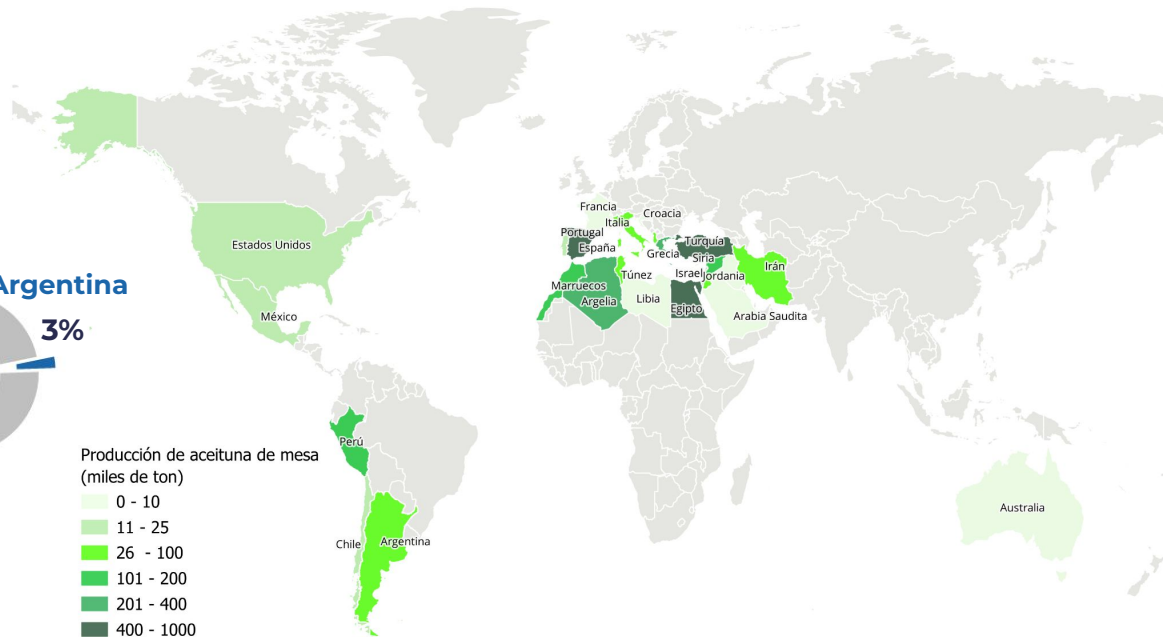 Argentina
3%
Estados Unidos
México
Perú
Chile
Argentina
Francia
Croacia
Italia
Portugal
España
Turquía
Grecia
Siria
Túnez
Israel
Jordania
Irán
Marruecos
Argelia
Libia
Egipto
Arabia Saudita
Australia
Producción de aceituna de mesa
(miles de ton)
0 - 10
11 - 25
26 - 100
101 - 200
201 - 400
400 - 1000